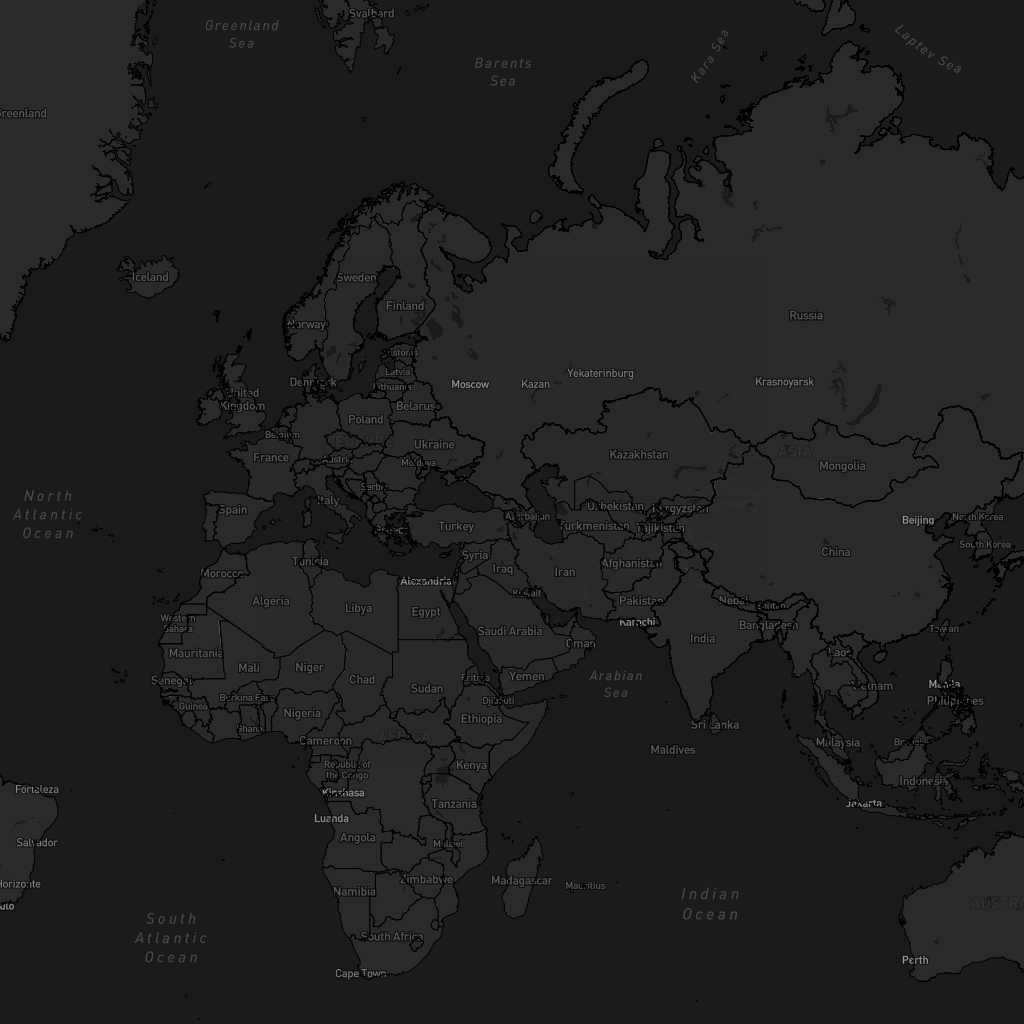 Svalbard
Greenland
Sea
Laptev Sea
Kara Sea
Barents
Sea
Greenland
Iceland
Sweden
Finland
Russia
Norway
Estonia
Latvia
Lithuania
Denmark
Moscow
Kazan
Yekaterinburg
Krasnoyarsk
United
Kingdom
Poland
Belarus
Belgium
EUROPE
Ukraine
ASIA
France
Austria
Moldova
Kazakhstan
Mongolia
Serbia
North
Atlantic
Ocean
Italy
Spain
Uzbekistan
Kyrgyzstan
Greece
Turkey
Azerbaijan
Turkmenistan
Tajikistan
Beijing
North Korea
South Korea
China
Syria
Tunisia
Iraq
Iran
Afghanistan
Morocco
Alexandria
Kuwait
Algeria
Libya
Egypt
Pakistan
Nepal
Bhutan
Western
Sahara
Karachi
Bangladesh
Taiwan
Saudi Arabia
India
Oman
Mauritania
Mali
Niger
Laos
Senegal
Chad
Sudan
Eritrea
Yemen
Arabian
Sea
Vietnam
Manila
Philippines
Burkina Faso
Guinea
Djibouti
Nigeria
Ethiopia
Ghana
Sri Lanka
Cameroon
AFRICA
Maldives
Malaysia
Brunei
Republic of
the Congo
Kenya
Indonesia
Fortaleza
Kinshasa
Tanzania
Jakarta
Luanda
Salvador
Angola
Malawi
Horizonte
Zimbabwe
Madagascar
Mauritius
Namibia
Indian
Ocean
AUSTRA
ulo
South
Atlantic
Ocean
South Africa
Perth
Cape Town